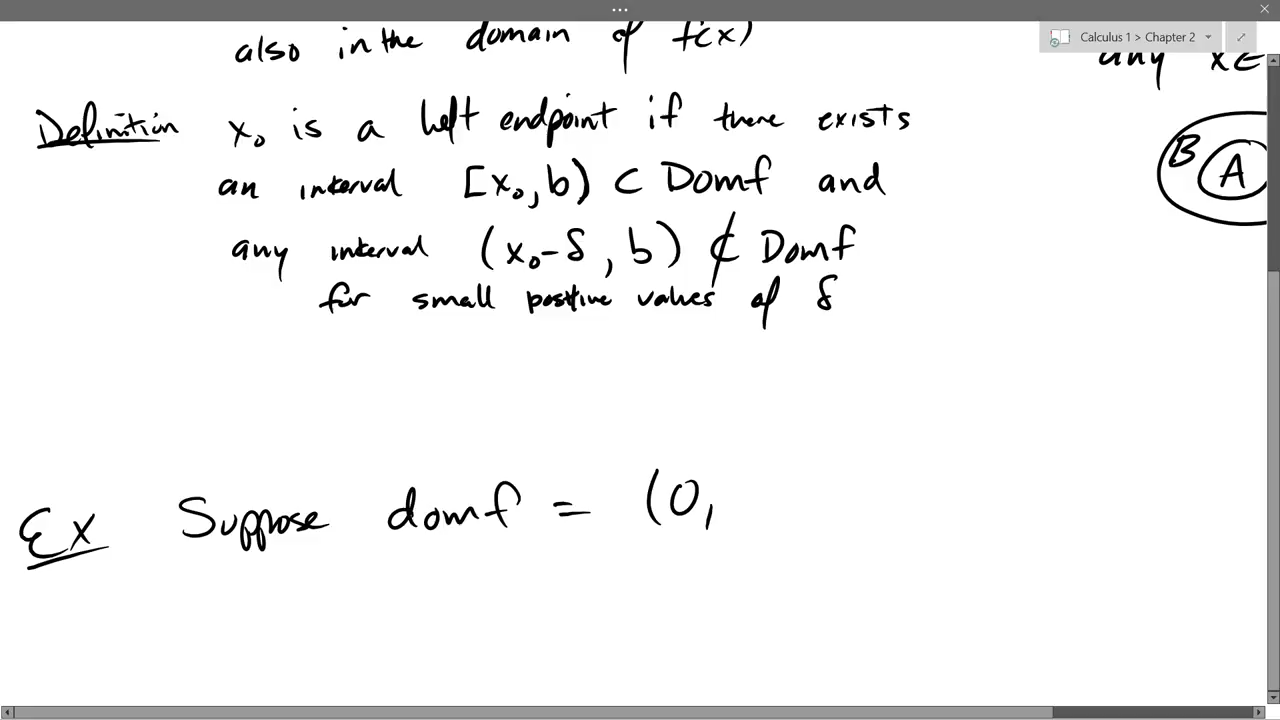 Calculus 1 > Chapter 2
also in the domain of f(x)
any x ∈
Definition x₀ is a left endpoint if there exists
an interval [x₀, b) ⊂ Domf and
B A
any interval (x₀-δ, b) ⊄ Domf
for small positive values of δ
Ex Suppose domf = (0,